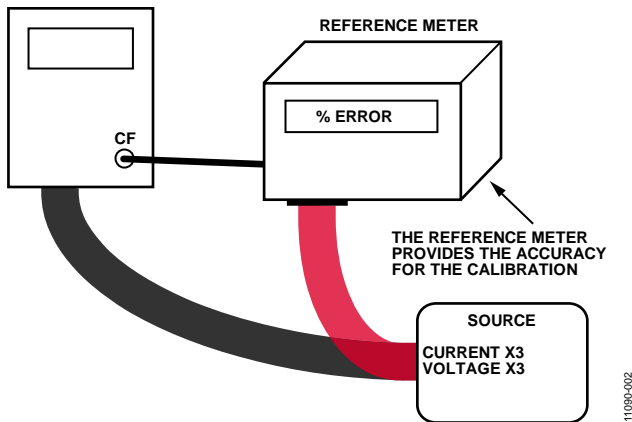 REFERENCE METER
% ERROR
CF
THE REFERENCE METER
PROVIDES THE ACCURACY
FOR THE CALIBRATION
SOURCE
CURRENT X3
VOLTAGE X3
11090-002